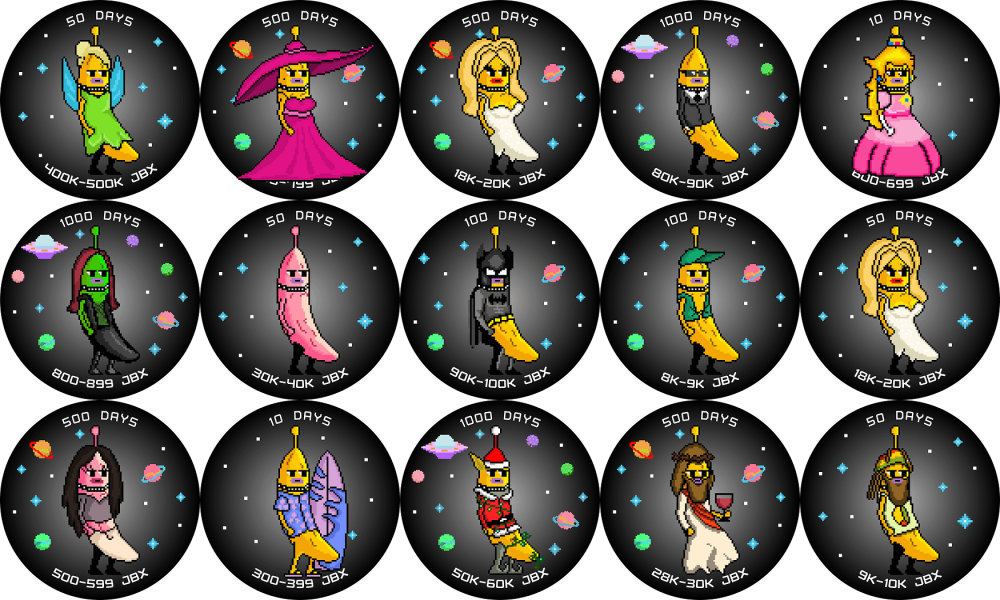 50 DAYS
400K-500K JBX
500 DAYS
500 DAYS
18K-20K JBX
1000 DAYS
80K-90K JBX
10 DAYS
600-699 JBX
1000 DAYS
800-899 JBX
50 DAYS
30K-40K JBX
100 DAYS
90K-100K JBX
100 DAYS
8K-9K JBX
50 DAYS
18K-20K JBX
500 DAYS
500-599 JBX
10 DAYS
300-399 JBX
1000 DAYS
50K-60K JBX
500 DAYS
28K-30K JBX
50 DAYS
9K-10K JBX